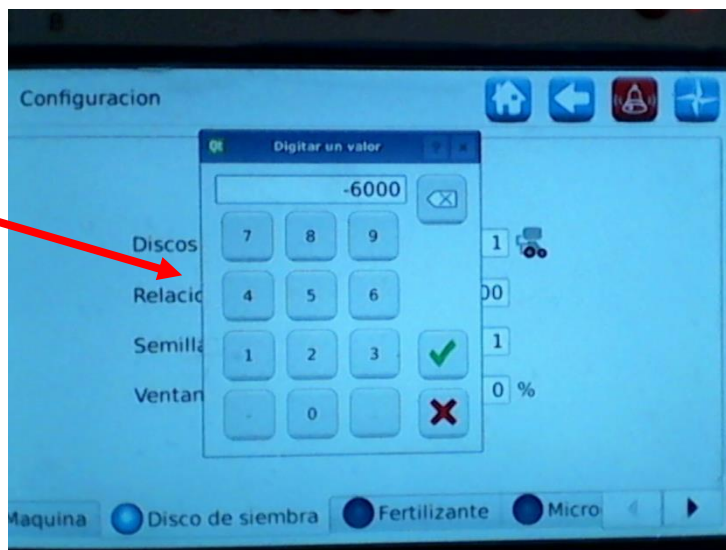 B
Configuracion
Qt Digitar un valor ? ×
-6000
7 8 9
Discos 1
4 5 6
Relacic 00
1 2 3
Semilla 1
Ventan 0 %
. 0
Maquina Disco de siembra Fertilizante Micro